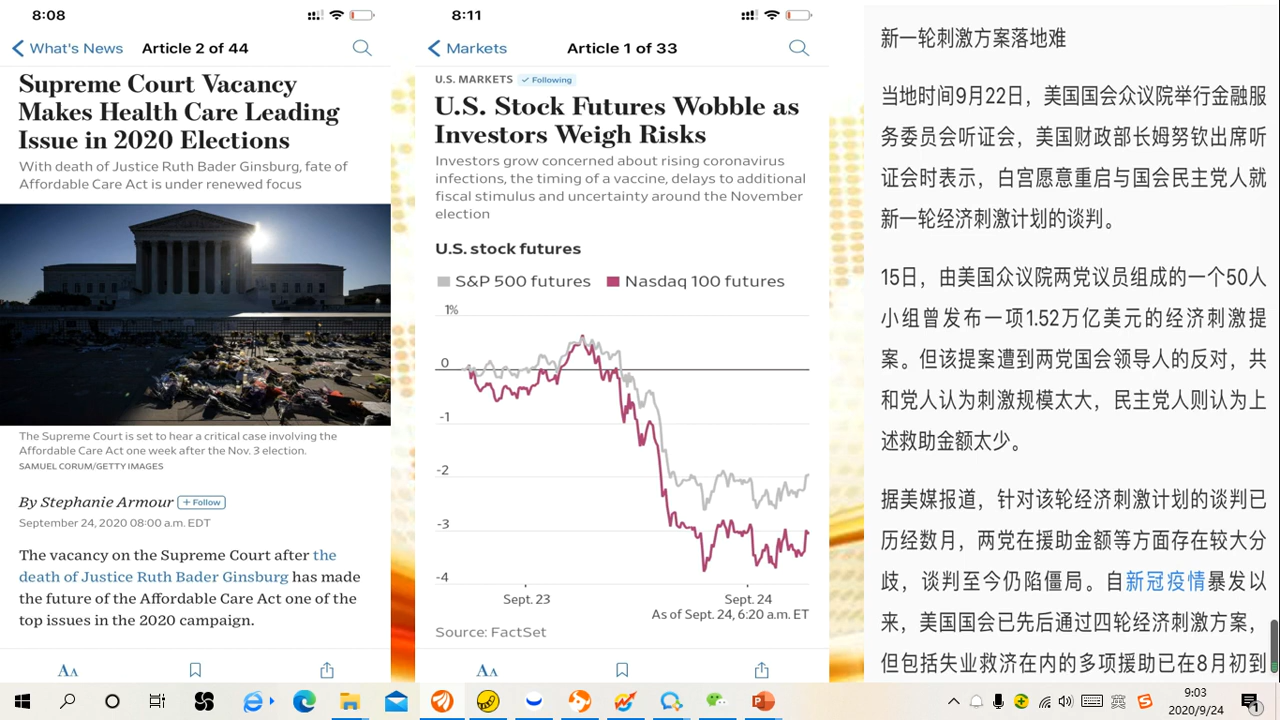 8:08
What's News
Article 2 of 44
Supreme Court Vacancy
Makes Health Care Leading
Issue in 2020 Elections
With death of Justice Ruth Bader Ginsburg, fate of
Affordable Care Act is under renewed focus
The Supreme Court is set to hear a critical case involving the
Affordable Care Act one week after the Nov. 3 election.
SAMUEL CORUM/GETTY IMAGES
By Stephanie Armour + Follow
September 24, 2020 08:00 a.m. EDT
The vacancy on the Supreme Court after the
death of Justice Ruth Bader Ginsburg has made
the future of the Affordable Care Act one of the
top issues in the 2020 campaign.
AA
8:11
Markets
Article 1 of 33
U.S. MARKETS ✓ Following
U.S. Stock Futures Wobble as
Investors Weigh Risks
Investors grow concerned about rising coronavirus
infections, the timing of a vaccine, delays to additional
fiscal stimulus and uncertainty around the November
election
U.S. stock futures
S&P 500 futures Nasdaq 100 futures
1%
0
-1
-2
-3
-4
Sept. 23 Sept. 24
As of Sept. 24, 6:20 a.m. ET
Source: FactSet
AA
新一轮刺激方案落地难
当地时间9月22日，美国国会众议院举行金融服
务委员会听证会，美国财政部长姆努钦出席听
证会时表示，白宫愿意重启与国会民主党人就
新一轮经济刺激计划的谈判。
15日，由美国众议院两党议员组成的一个50人
小组曾发布一项1.52万亿美元的经济刺激提
案。但该提案遭到两党国会领导人的反对，共
和党人认为刺激规模太大，民主党人则认为上
述救助金额太少。
据美媒报道，针对该轮经济刺激计划的谈判已
历经数月，两党在援助金额等方面存在较大分
歧，谈判至今仍陷僵局。自新冠疫情暴发以
来，美国国会已先后通过四轮经济刺激方案，
但包括失业救济在内的多项援助已在8月初到
9:03
2020/9/24